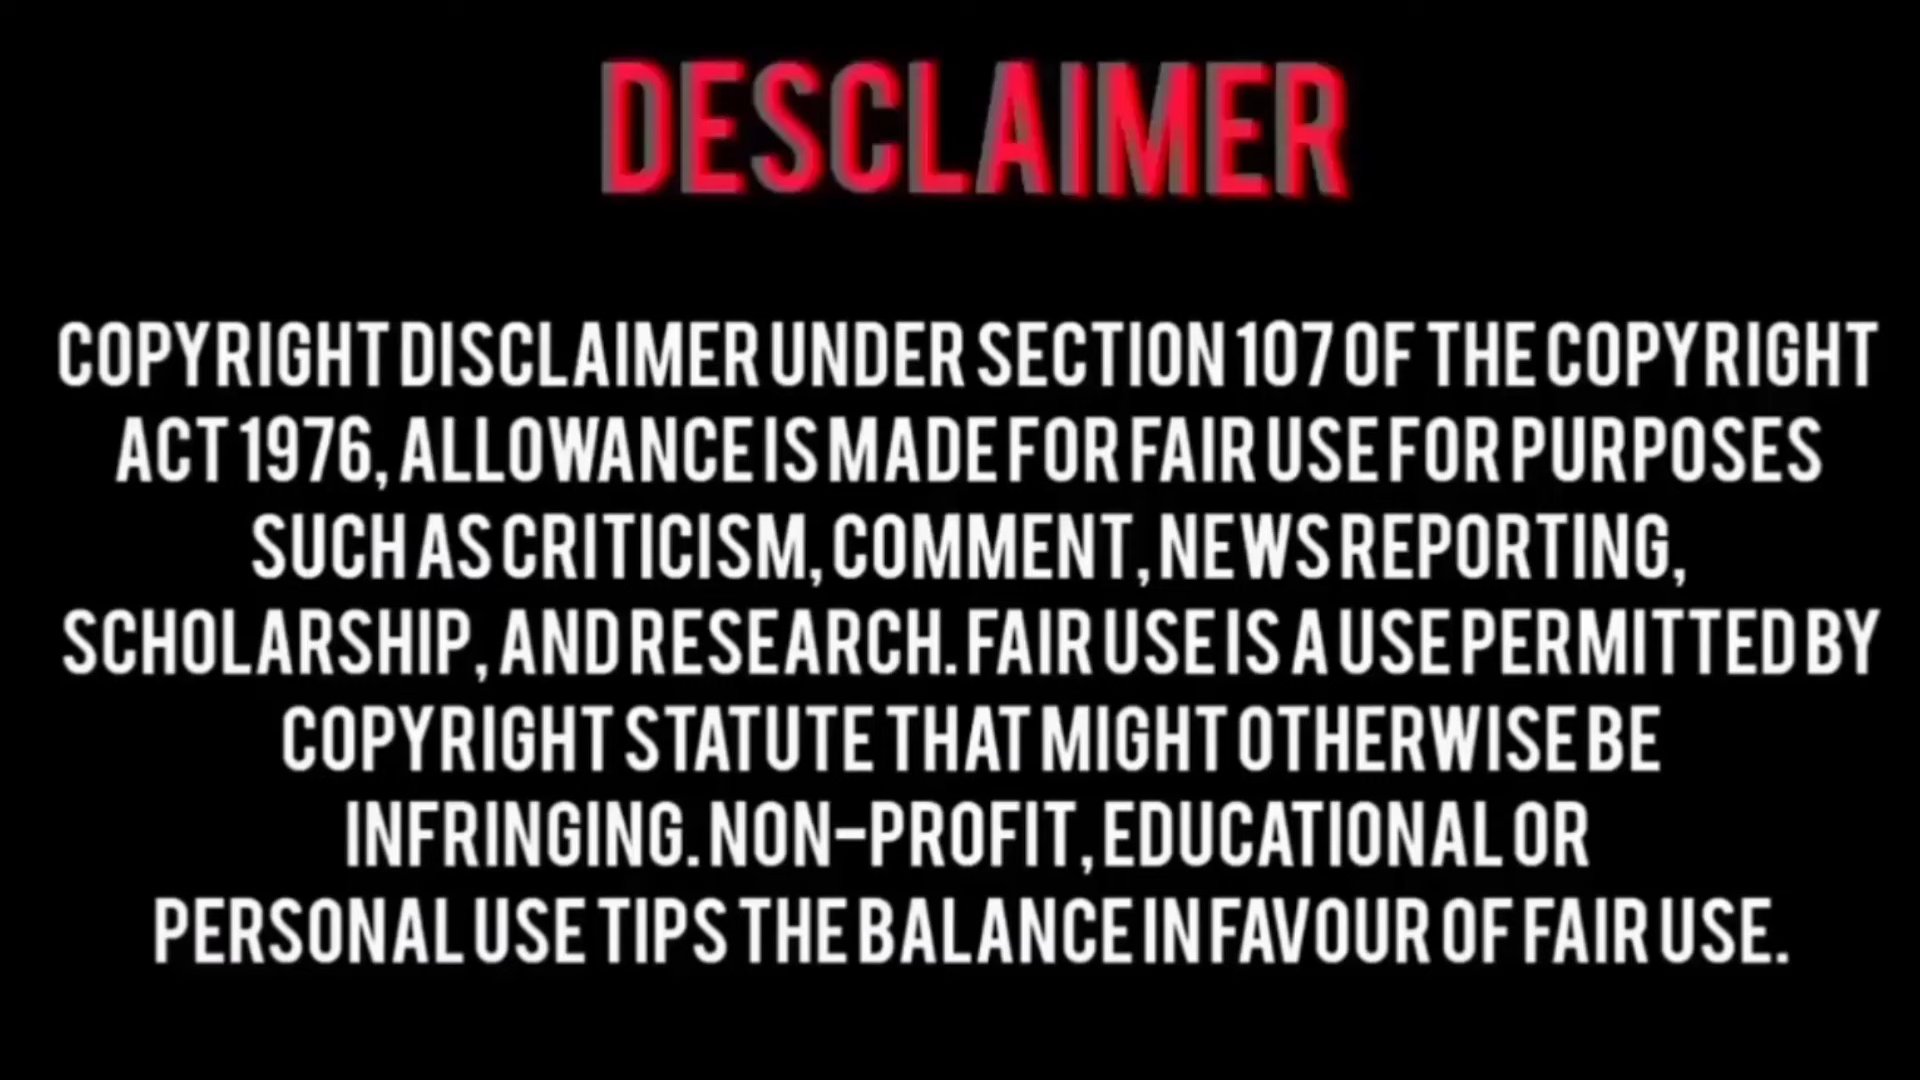 DESCLAIMER
COPYRIGHT DISCLAIMER UNDER SECTION 107 OF THE COPYRIGHT
ACT 1976, ALLOWANCE IS MADE FOR FAIR USE FOR PURPOSES
SUCH AS CRITICISM, COMMENT, NEWS REPORTING,
SCHOLARSHIP, AND RESEARCH. FAIR USE IS A USE PERMITTED BY
COPYRIGHT STATUTE THAT MIGHT OTHERWISE BE
INFRINGING. NON-PROFIT, EDUCATIONAL OR
PERSONAL USE TIPS THE BALANCE IN FAVOUR OF FAIR USE.